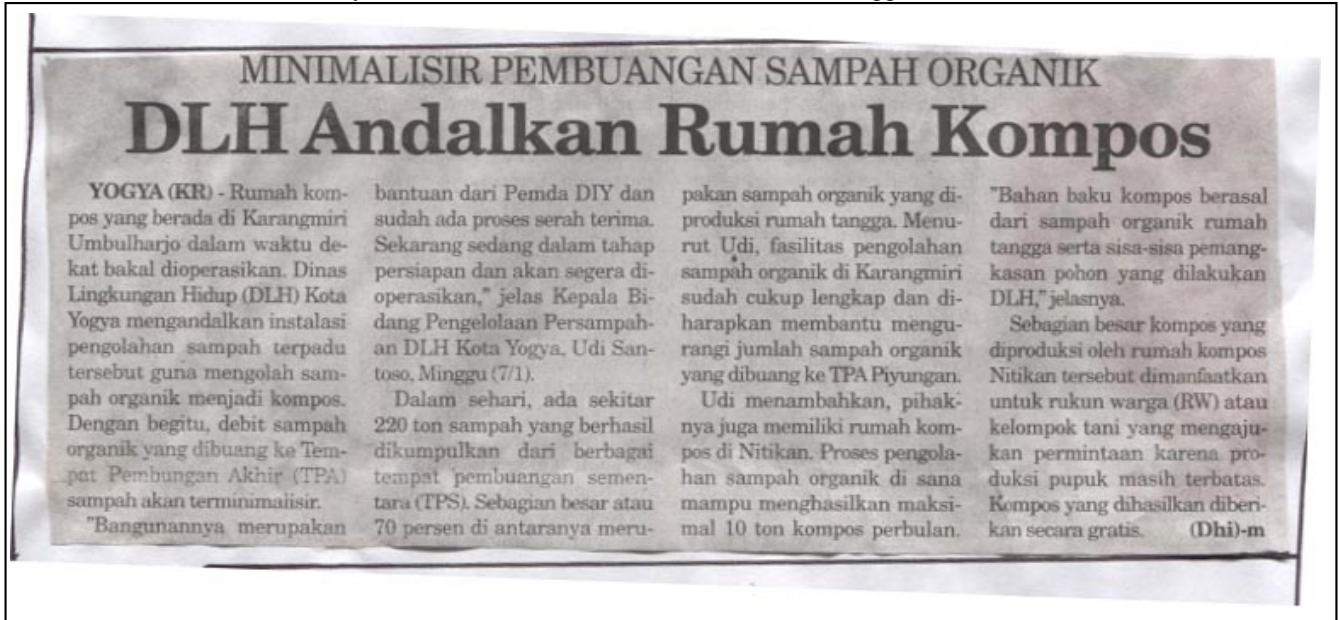 MINIMALISIR PEMBUANGAN SAMPAH ORGANIK
DLH Andalkan Rumah Kompos
YOGYA (KR) - Rumah kom-
pos yang berada di Karangmiri
Umbulharjo dalam waktu de-
kat bakal dioperasikan. Dinas
Lingkungan Hidup (DLH) Kota
Yogya mengandalkan instalasi
pengolahan sampah terpadu
tersebut guna mengolah sam-
pah organik menjadi kompos.
Dengan begitu, debit sampah
organik yang dibuang ke Tem-
pat Pembungan Akhir (TPA)
sampah akan terminimalisir.
"Bangunannya merupakan
bantuan dari Pemda DIY dan
sudah ada proses serah terima.
Sekarang sedang dalam tahap
persiapan dan akan segera di-
operasikan," jelas Kepala Bi-
dang Pengelolaan Persampah-
an DLH Kota Yogya, Udi San-
toso, Minggu (7/1).
Dalam sehari, ada sekitar
220 ton sampah yang berhasil
dikumpulkan dari berbagai
tempat pembuangan semen-
tara (TPS). Sebagian besar atau
70 persen di antaranya meru-
pakan sampah organik yang di-
produksi rumah tangga. Menu-
rut Udi, fasilitas pengolahan
sampah organik di Karangmiri
sudah cukup lengkap dan di-
harapkan membantu mengu-
rangi jumlah sampah organik
yang dibuang ke TPA Piyungan.
Udi menambahkan, pihak-
nya juga memiliki rumah kom-
pos di Nitikan. Proses pengola-
han sampah organik di sana
mampu menghasilkan maksi-
mal 10 ton kompos perbulan.
"Bahan baku kompos berasal
dari sampah organik rumah
tangga serta sisa-sisa pemang-
kasan pohon yang dilakukan
DLH," jelasnya.
Sebagian besar kompos yang
diproduksi oleh rumah kompos
Nitikan tersebut dimanfaatkan
untuk rukun warga (RW) atau
kelompok tani yang mengaju-
kan permintaan karena pro-
duksi pupuk masih terbatas.
Kompos yang dihasilkan diberi-
kan secara gratis. (Dhi)-m